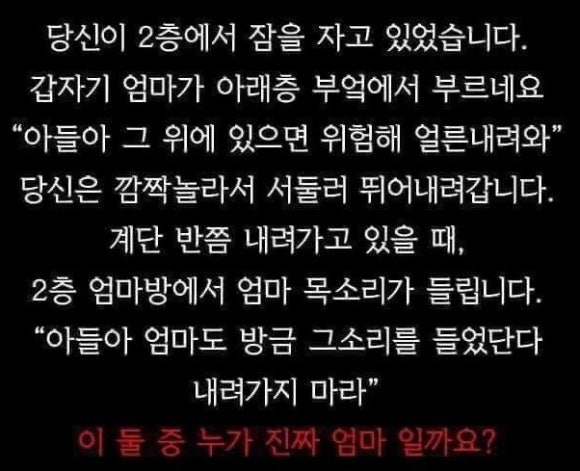 당신이 2층에서 잠을 자고 있었습니다.
갑자기 엄마가 아래층 부엌에서 부르네요
“아들아 그 위에 있으면 위험해 얼른내려와”
당신은 깜짝놀라서 서둘러 뛰어내려갑니다.
계단 반쯤 내려가고 있을 때,
2층 엄마방에서 엄마 목소리가 들립니다.
“아들아 엄마도 방금 그소리를 들었단다
내려가지 마라”
이 둘 중 누가 진짜 엄마 일까요?